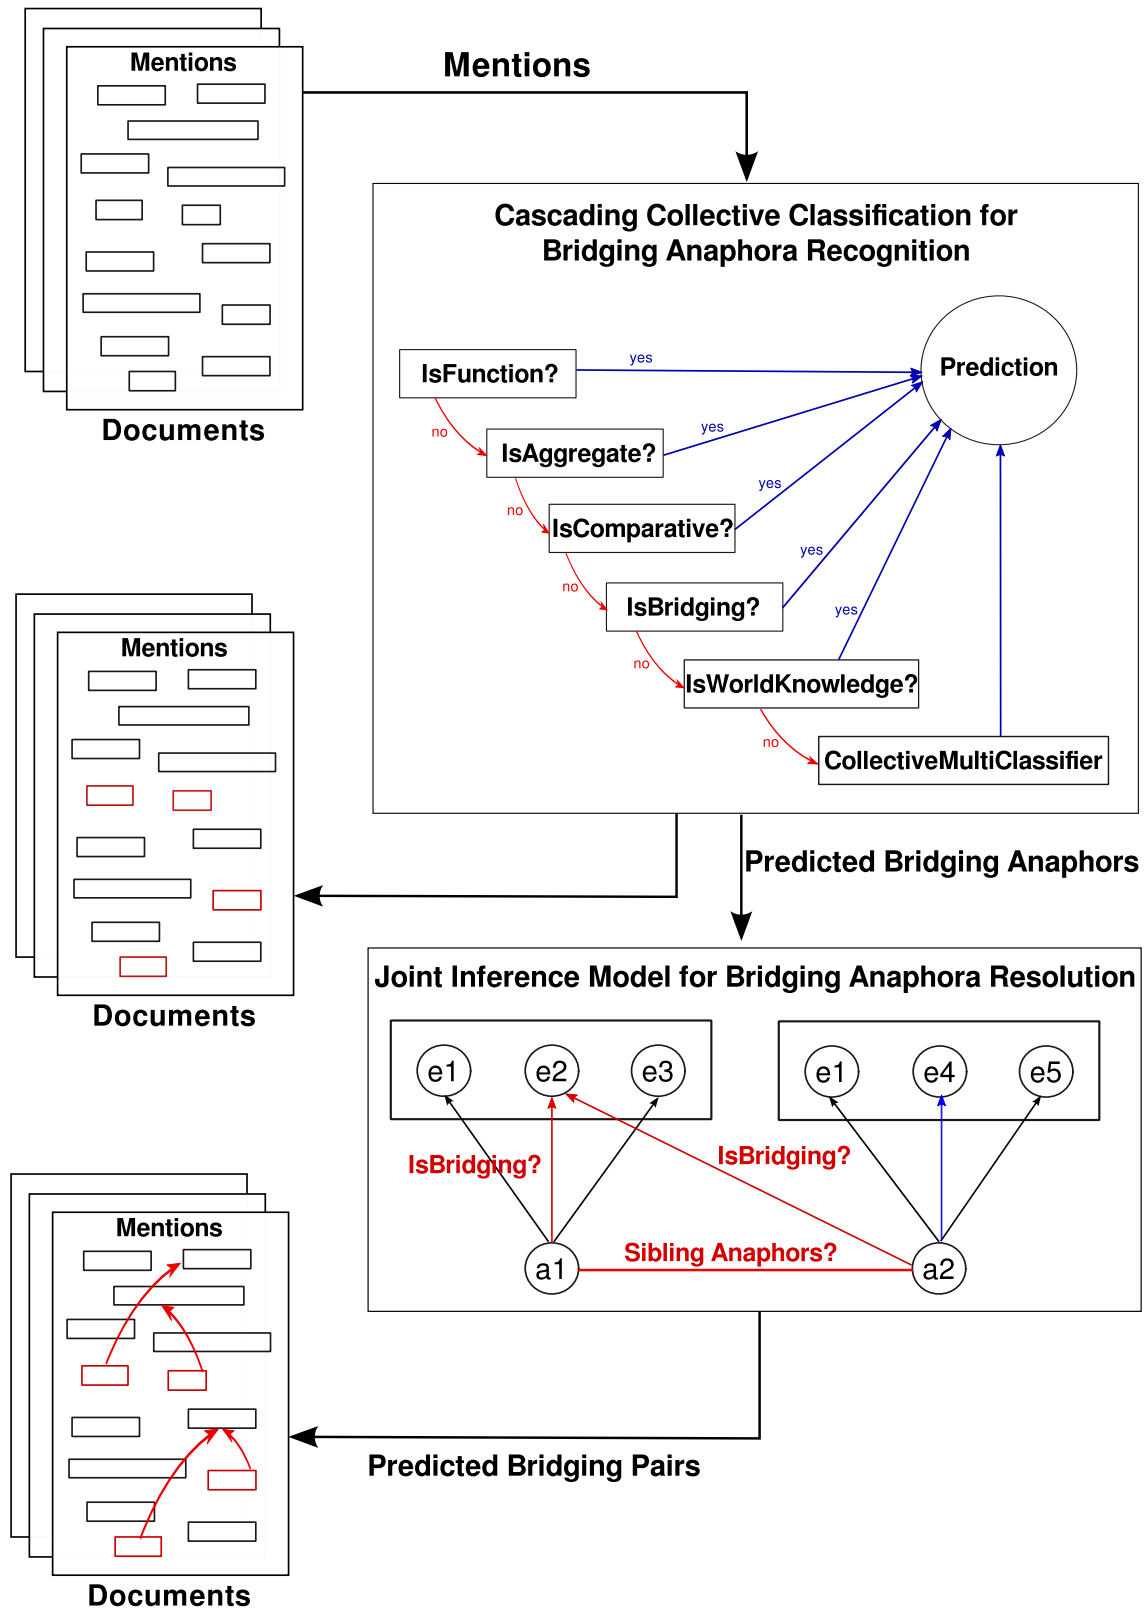 Mentions
Documents
Mentions
Cascading Collective Classification for
Bridging Anaphora Recognition
IsFunction?
yes
Prediction
no
IsAggregate?
yes
no
IsComparative?
yes
no
IsBridging?
yes
no
IsWorldKnowledge?
yes
no
CollectiveMultiClassifier
Mentions
Documents
Predicted Bridging Anaphors
Joint Inference Model for Bridging Anaphora Resolution
e1 e2 e3
e1 e4 e5
IsBridging?
IsBridging?
Sibling Anaphors?
a1
a2
Mentions
Documents
Predicted Bridging Pairs